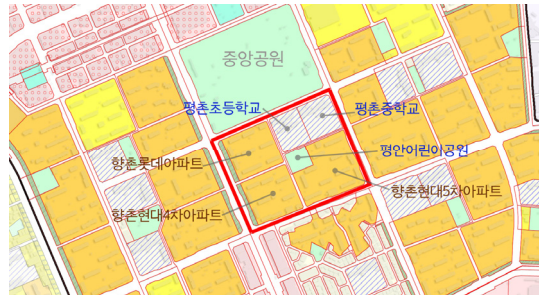 중앙공원
평촌초등학교
평촌중학교
평안어린이공원
향촌롯데아파트
향촌현대5차아파트
향촌현대4차아파트